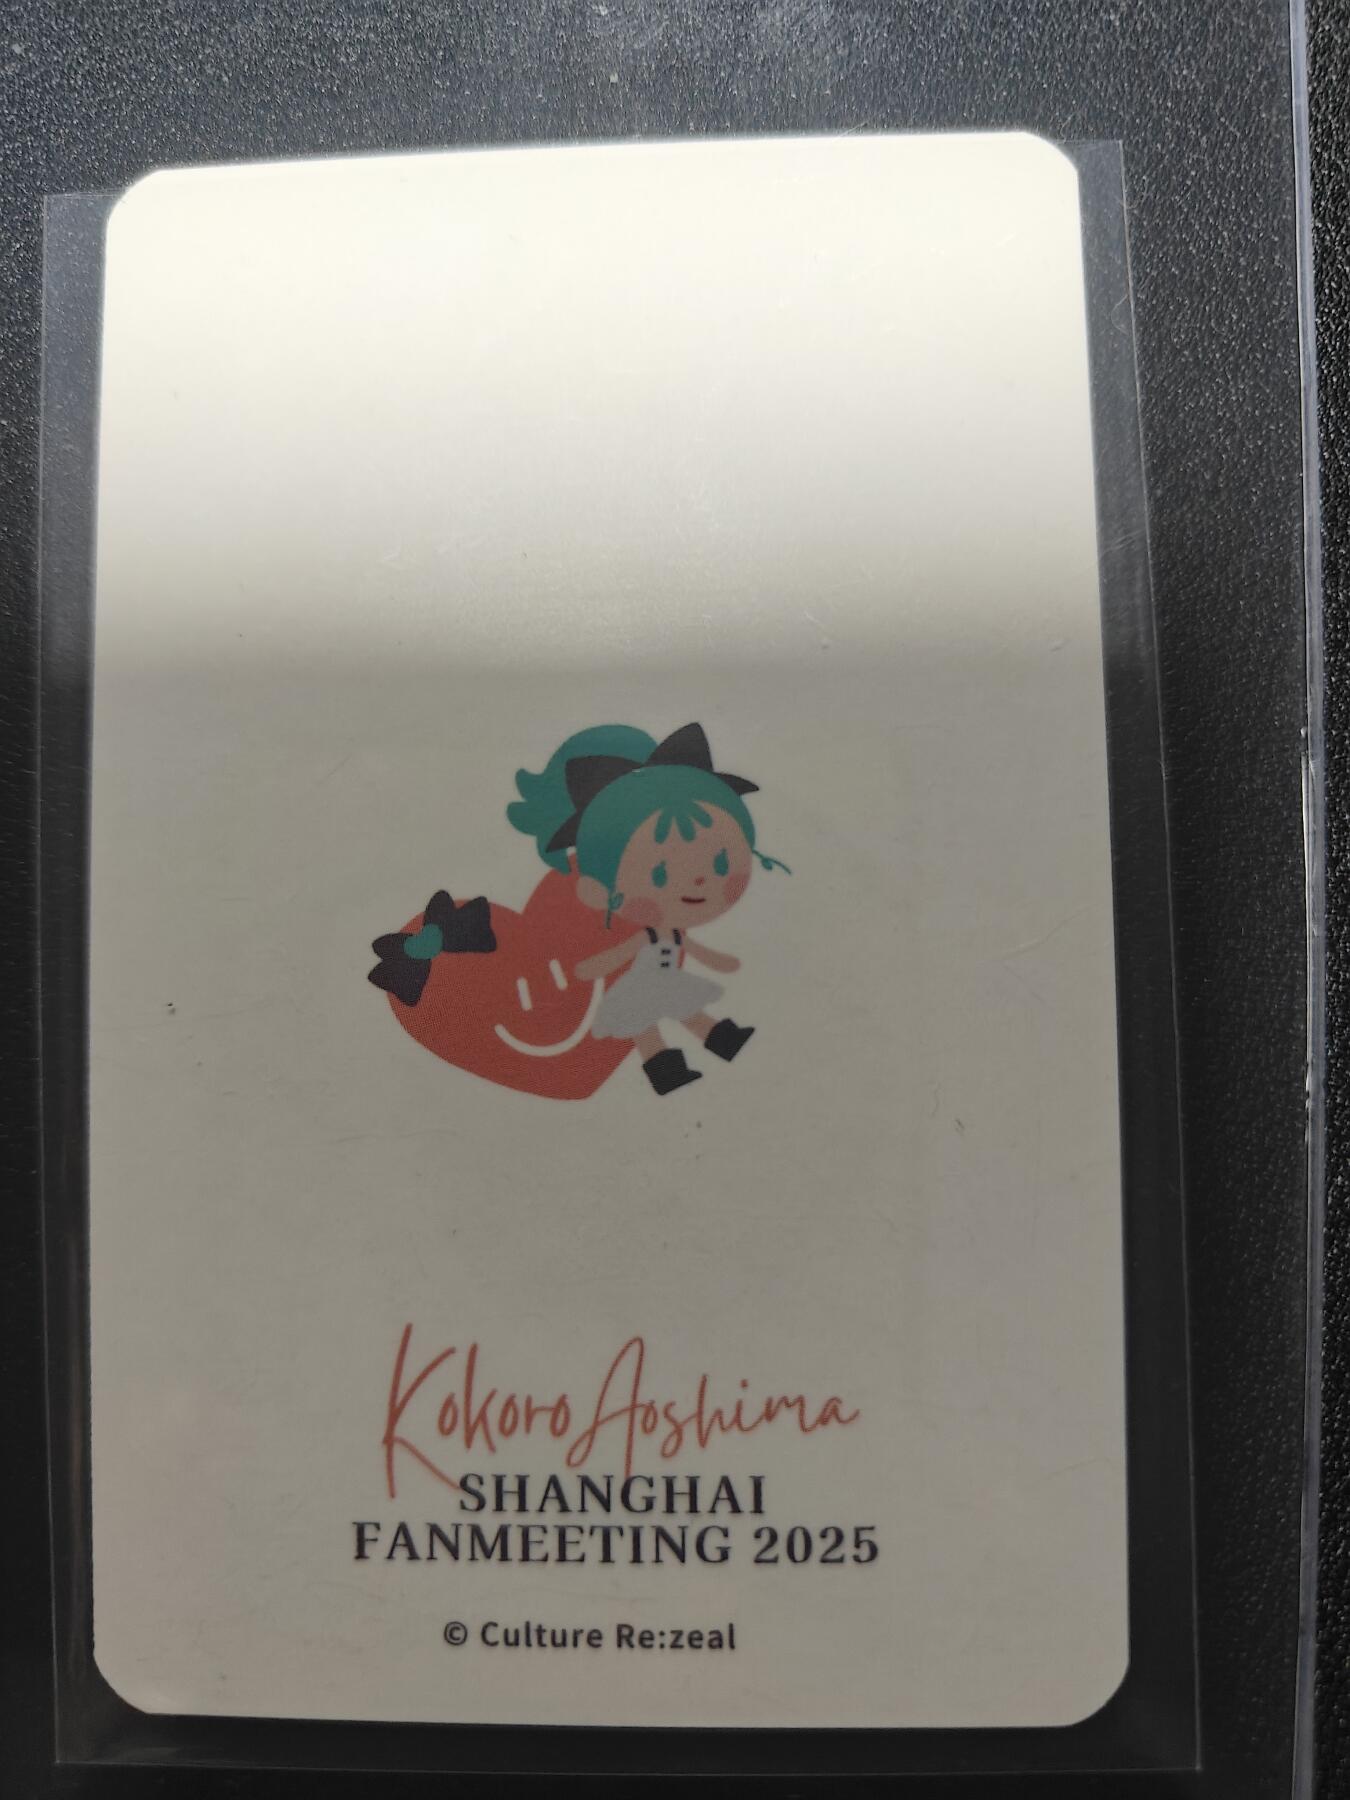 Kokoro Aoshima
SHANGHAI
FANMEETING 2025
© Culture Re:zeal